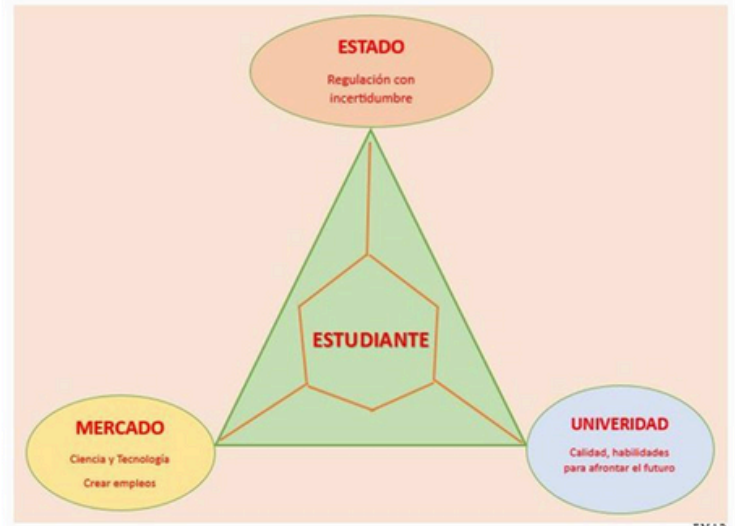 ESTADO
Regulación con
incertidumbre
ESTUDIANTE
MERCADO
Ciencia y Tecnología
Crear empleos
UNIVERIDAD
Calidad, habilidades
para afrontar el futuro